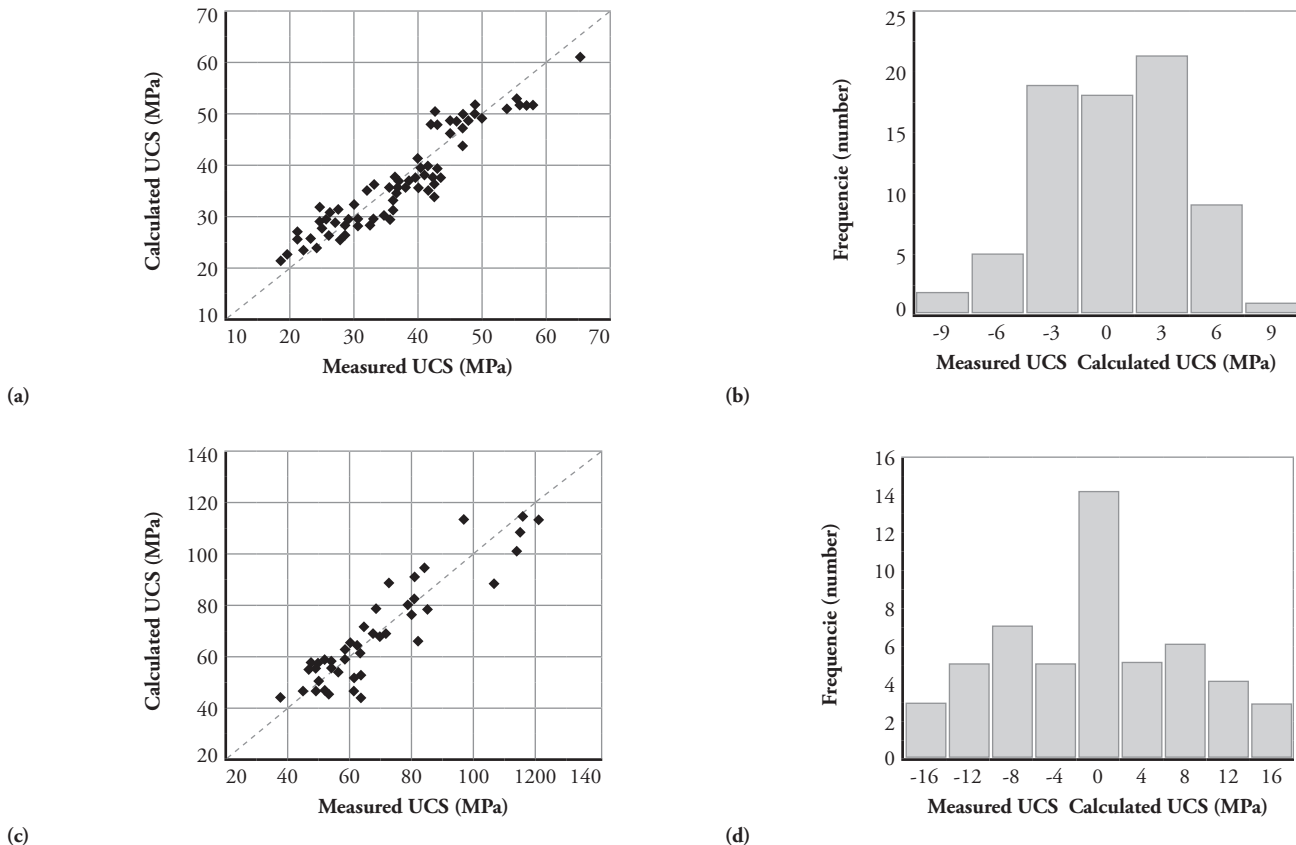 70
60
50
40
30
20
10
Calculated UCS (MPa)
10 20 30 40 50 60 70
Measured UCS (MPa)
(a)
25
20
15
10
5
0
Frequencie (number)
-9 -6 -3 0 3 6 9
Measured UCS Calculated UCS (MPa)
(b)
140
120
100
80
60
40
20
Calculated UCS (MPa)
20 40 60 80 100 1200 140
Measured UCS (MPa)
(c)
16
14
12
10
8
6
4
2
0
Frequencie (number)
-16 -12 -8 -4 0 4 8 12 16
Measured UCS Calculated UCS (MPa)
(d)